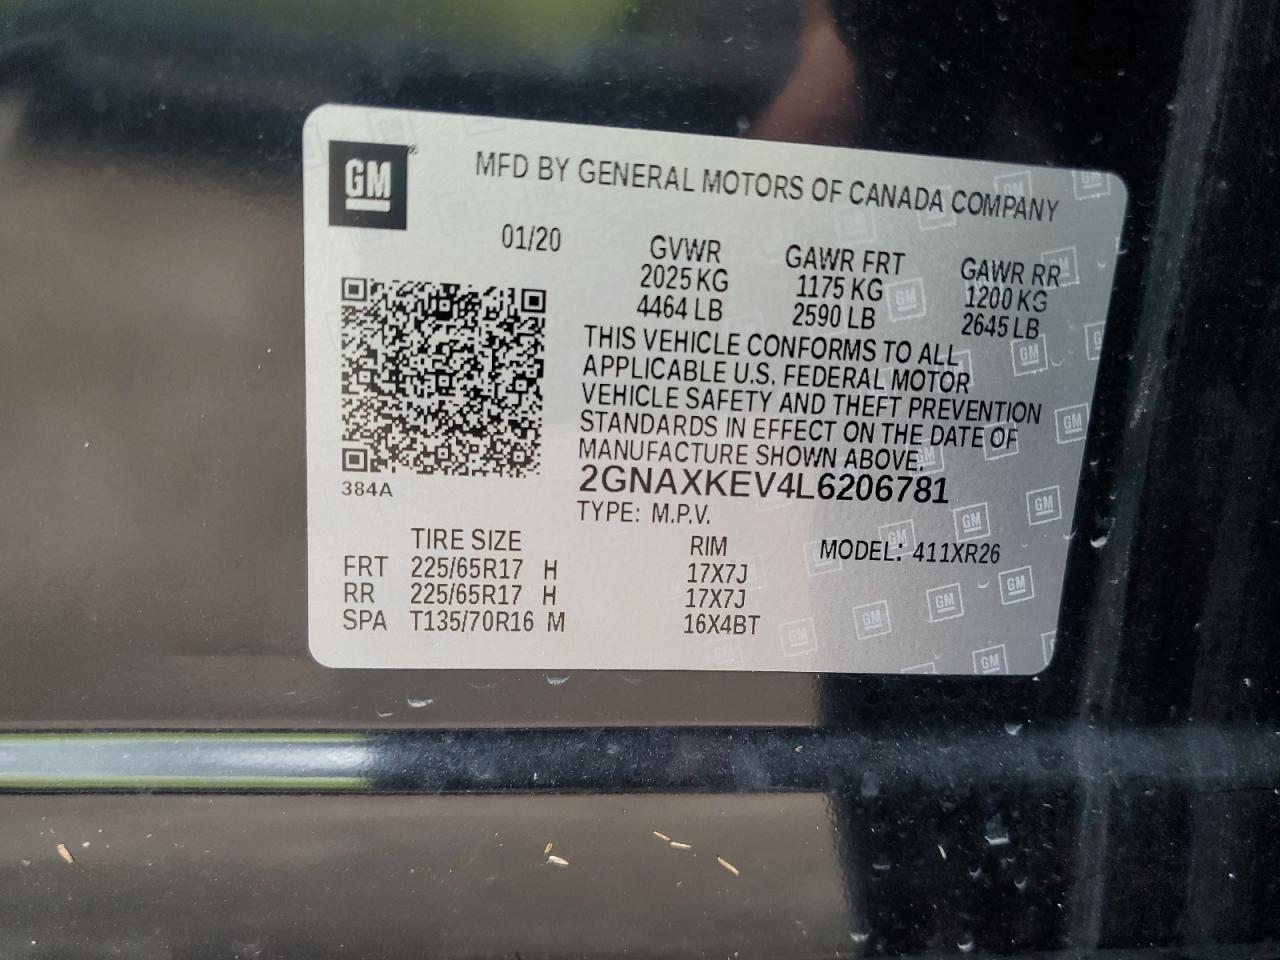 GM
MFD BY GENERAL MOTORS OF CANADA COMPANY
01/20
GVWR GAWR FRT GAWR RR
2025 KG 1175 KG 1200 KG
4464 LB 2590 LB 2645 LB
THIS VEHICLE CONFORMS TO ALL
APPLICABLE U.S. FEDERAL MOTOR
VEHICLE SAFETY AND THEFT PREVENTION
STANDARDS IN EFFECT ON THE DATE OF
MANUFACTURE SHOWN ABOVE.
2GNAXKEV4L6206781
384A
TYPE: M.P.V.
TIRE SIZE RIM MODEL: 411XR26
FRT 225/65R17 H 17X7J
RR 225/65R17 H 17X7J
SPA T135/70R16 M 16X4BT